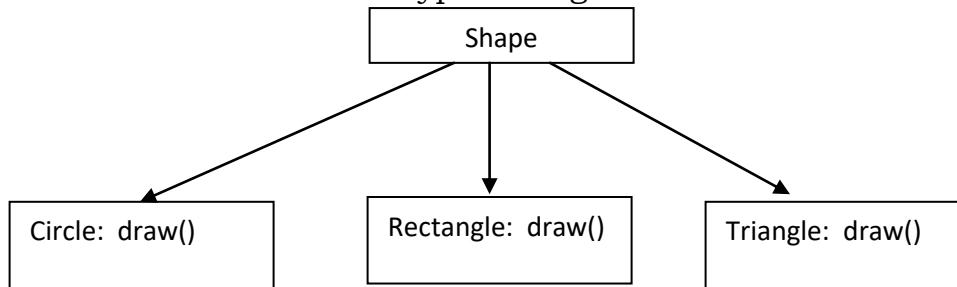 Shape
Circle: draw()
Rectangle: draw()
Triangle: draw()